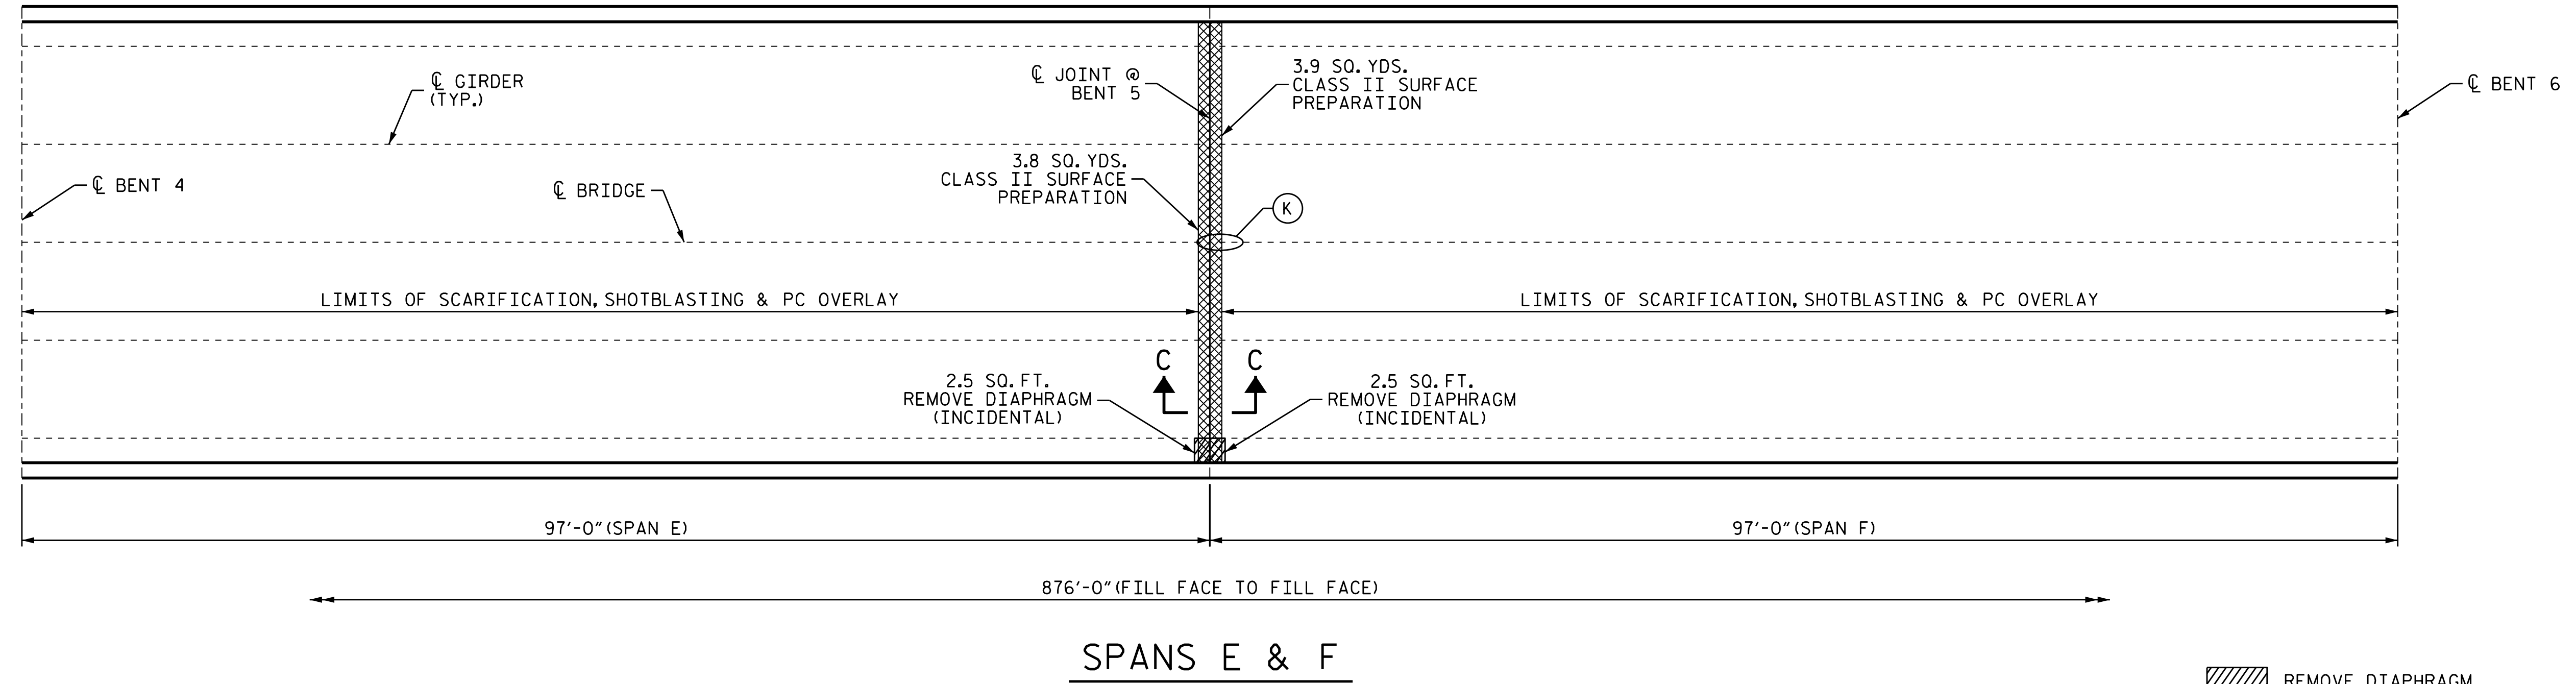 ℄ GIRDER
(TYP.)
℄ JOINT @
BENT 5
3.9 SQ. YDS.
CLASS II SURFACE
PREPARATION
℄ BENT 6
3.8 SQ. YDS.
CLASS II SURFACE
PREPARATION
℄ BENT 4
℄ BRIDGE
K
LIMITS OF SCARIFICATION, SHOTBLASTING & PC OVERLAY
LIMITS OF SCARIFICATION, SHOTBLASTING & PC OVERLAY
C
C
2.5 SQ. FT.
REMOVE DIAPHRAGM
(INCIDENTAL)
2.5 SQ. FT.
REMOVE DIAPHRAGM
(INCIDENTAL)
97'-0" (SPAN E)
97'-0" (SPAN F)
876'-0" (FILL FACE TO FILL FACE)
SPANS E & F
REMOVE DIAPHRAGM